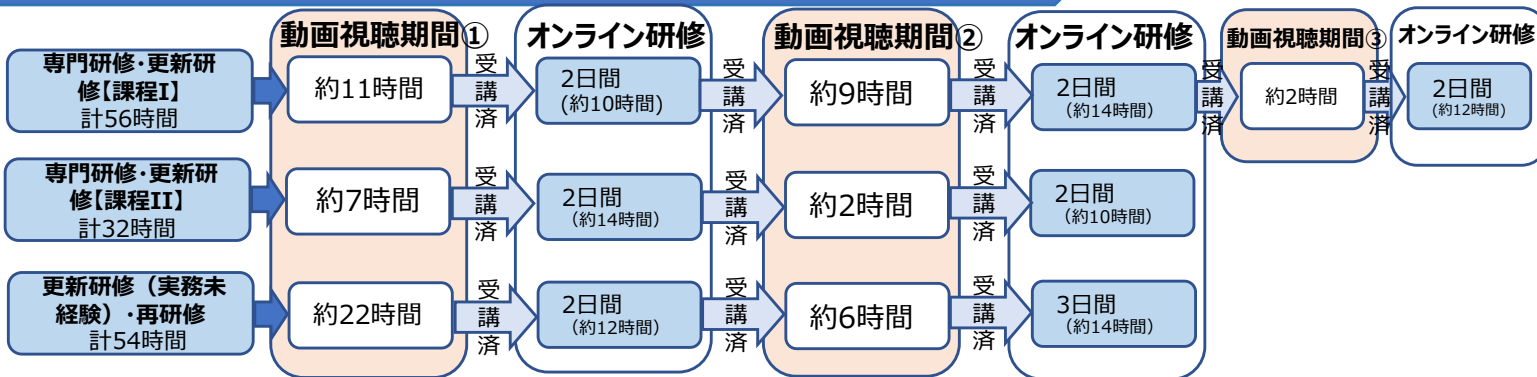 動画視聴期間①
オンライン研修
動画視聴期間②
オンライン研修
動画視聴期間③
オンライン研修
専門研修・更新研
修【課程I】
計56時間
約11時間
受
講
済
2日間
(約10時間)
受
講
済
約9時間
受
講
済
2日間
(約14時間)
受
講
済
約2時間
受
講
済
2日間
(約12時間)
専門研修・更新研
修【課程II】
計32時間
約7時間
受
講
済
2日間
(約14時間)
受
講
済
約2時間
受
講
済
2日間
(約10時間)
更新研修(実務未
経験)・再研修
計54時間
約22時間
受
講
済
2日間
(約12時間)
受
講
済
約6時間
受
講
済
3日間
(約14時間)